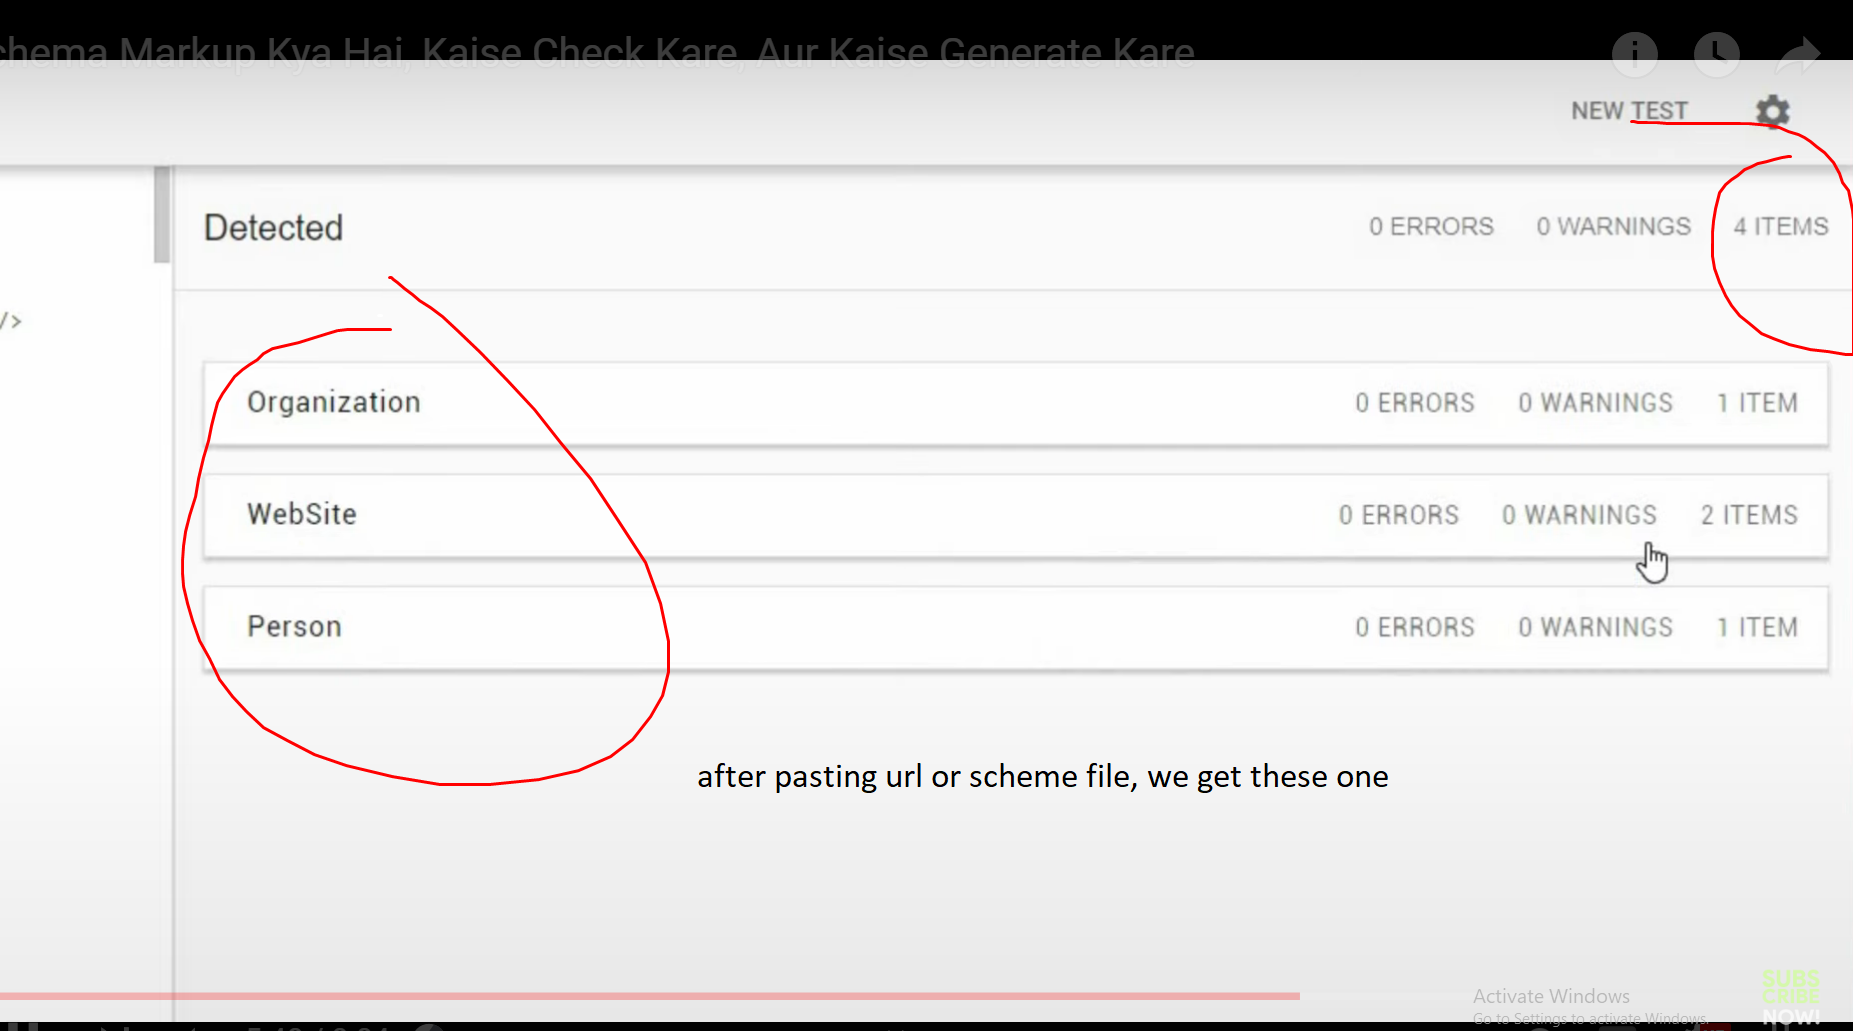 chema Markup Kya Hai, Kaise Check Kare, Aur Kaise Generate Kare
NEW TEST
Detected
0 ERRORS 0 WARNINGS 4 ITEMS
/>
Organization 0 ERRORS 0 WARNINGS 1 ITEM
WebSite 0 ERRORS 0 WARNINGS 2 ITEMS
Person 0 ERRORS 0 WARNINGS 1 ITEM
after pasting url or scheme file, we get these one
Activate Windows
Go to Settings to activate Windows.
SUBS
CRIBE
NOW!